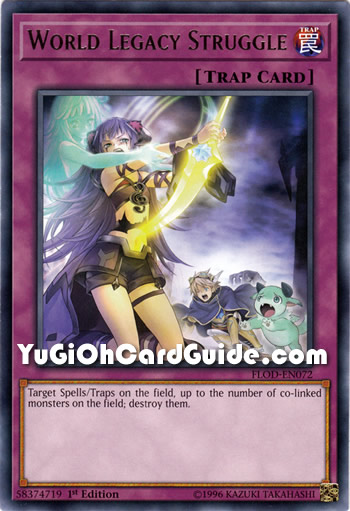 WORLD LEGACY STRUGGLE
TRAP
罠
[TRAP CARD]
YuGiOhCardGuide.com
FLOD-EN072
Target Spells/Traps on the field, up to the number of co-linked
monsters on the field; destroy them.
58374719 1st Edition ©1996 KAZUKI TAKAHASHI